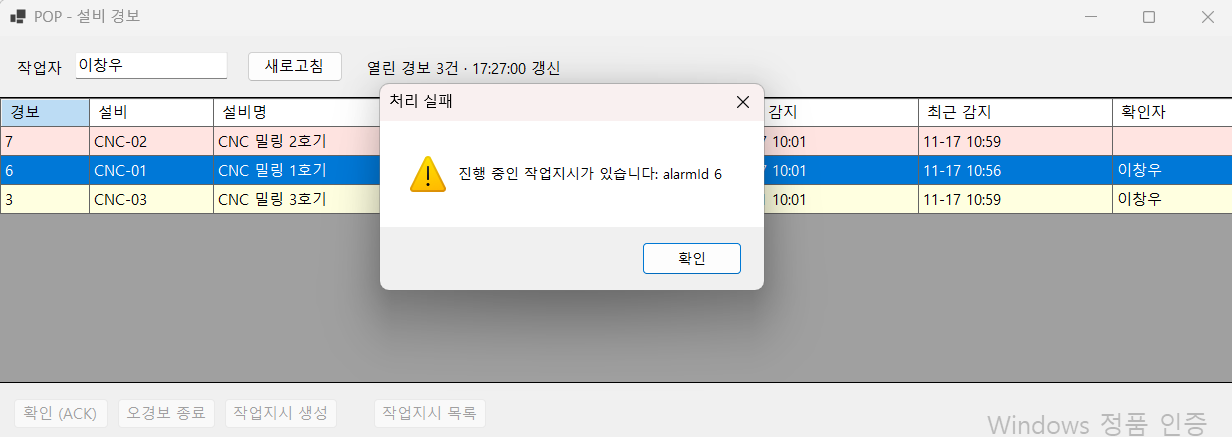 POP - 설비 경보
작업자 이창우 새로고침 열린 경보 3건 · 17:27:00 갱신
처리 실패
경보 설비 설비명 감지 최근 감지 확인자
7 CNC-02 CNC 밀링 2호기 10:01 11-17 10:59
진행 중인 작업지시가 있습니다: alarmId 6
6 CNC-01 CNC 밀링 1호기 10:01 11-17 10:56 이창우
3 CNC-03 CNC 밀링 3호기 10:01 11-17 10:59 이창우
확인
확인 (ACK) 오경보 종료 작업지시 생성 작업지시 목록
Windows 정품 인증